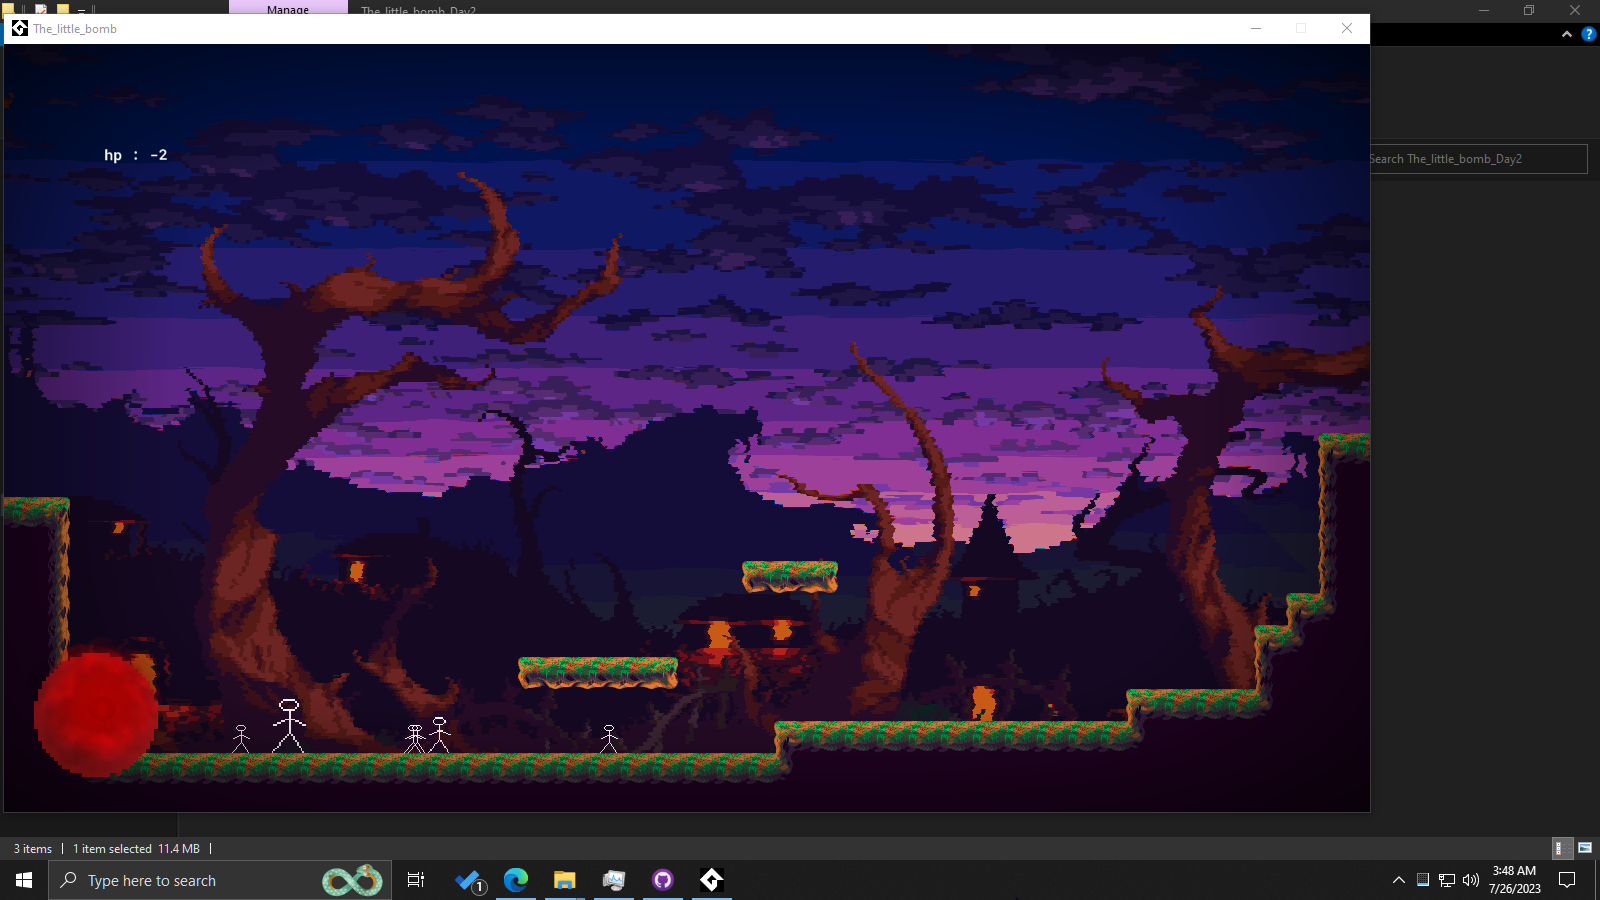 Manage
The_little_bomb_Day2
The_little_bomb
?
hp : -2
Search The_little_bomb_Day2
3 items
1 item selected 11.4 MB
Type here to search
1
3:48 AM
7/26/2023